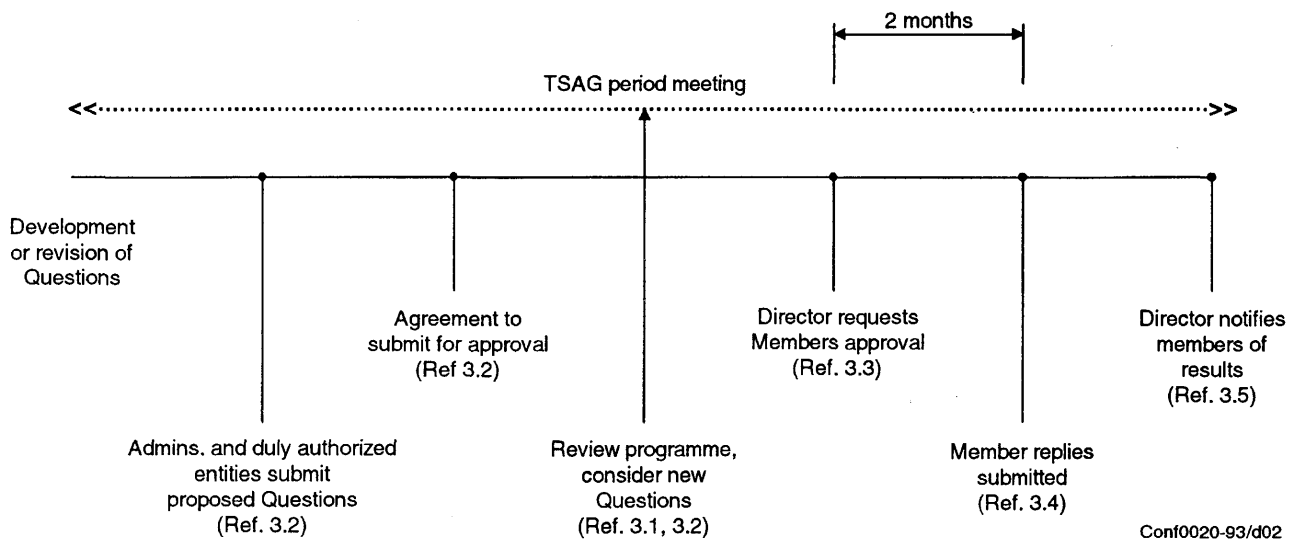 2 months
TSAG period meeting
<< >>
Development
or revision of
Questions
Agreement to
submit for approval
(Ref 3.2)
Director requests
Members approval
(Ref. 3.3)
Director notifies
members of
results
(Ref. 3.5)
Admins. and duly authorized
entities submit
proposed Questions
(Ref. 3.2)
Review programme,
consider new
Questions
(Ref. 3.1, 3.2)
Member replies
submitted
(Ref. 3.4)
Conf0020-93/d02